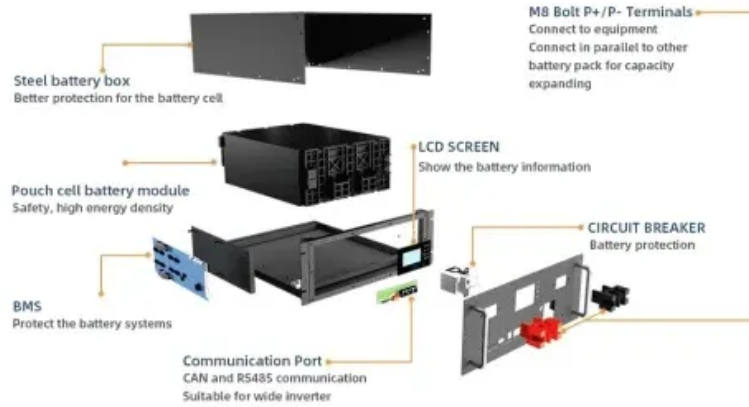 M8 Bolt P+/P- Terminals
Connect to equipment
Connect in parallel to other
battery pack for capacity
expanding
Steel battery box
Better protection for the battery cell
LCD SCREEN
Show the battery information
Pouch cell battery module
Safety, high energy density
CIRCUIT BREAKER
Battery protection
BMS
Protect the battery systems
Communication Port
CAN and RS485 communication
Suitable for wide inverter